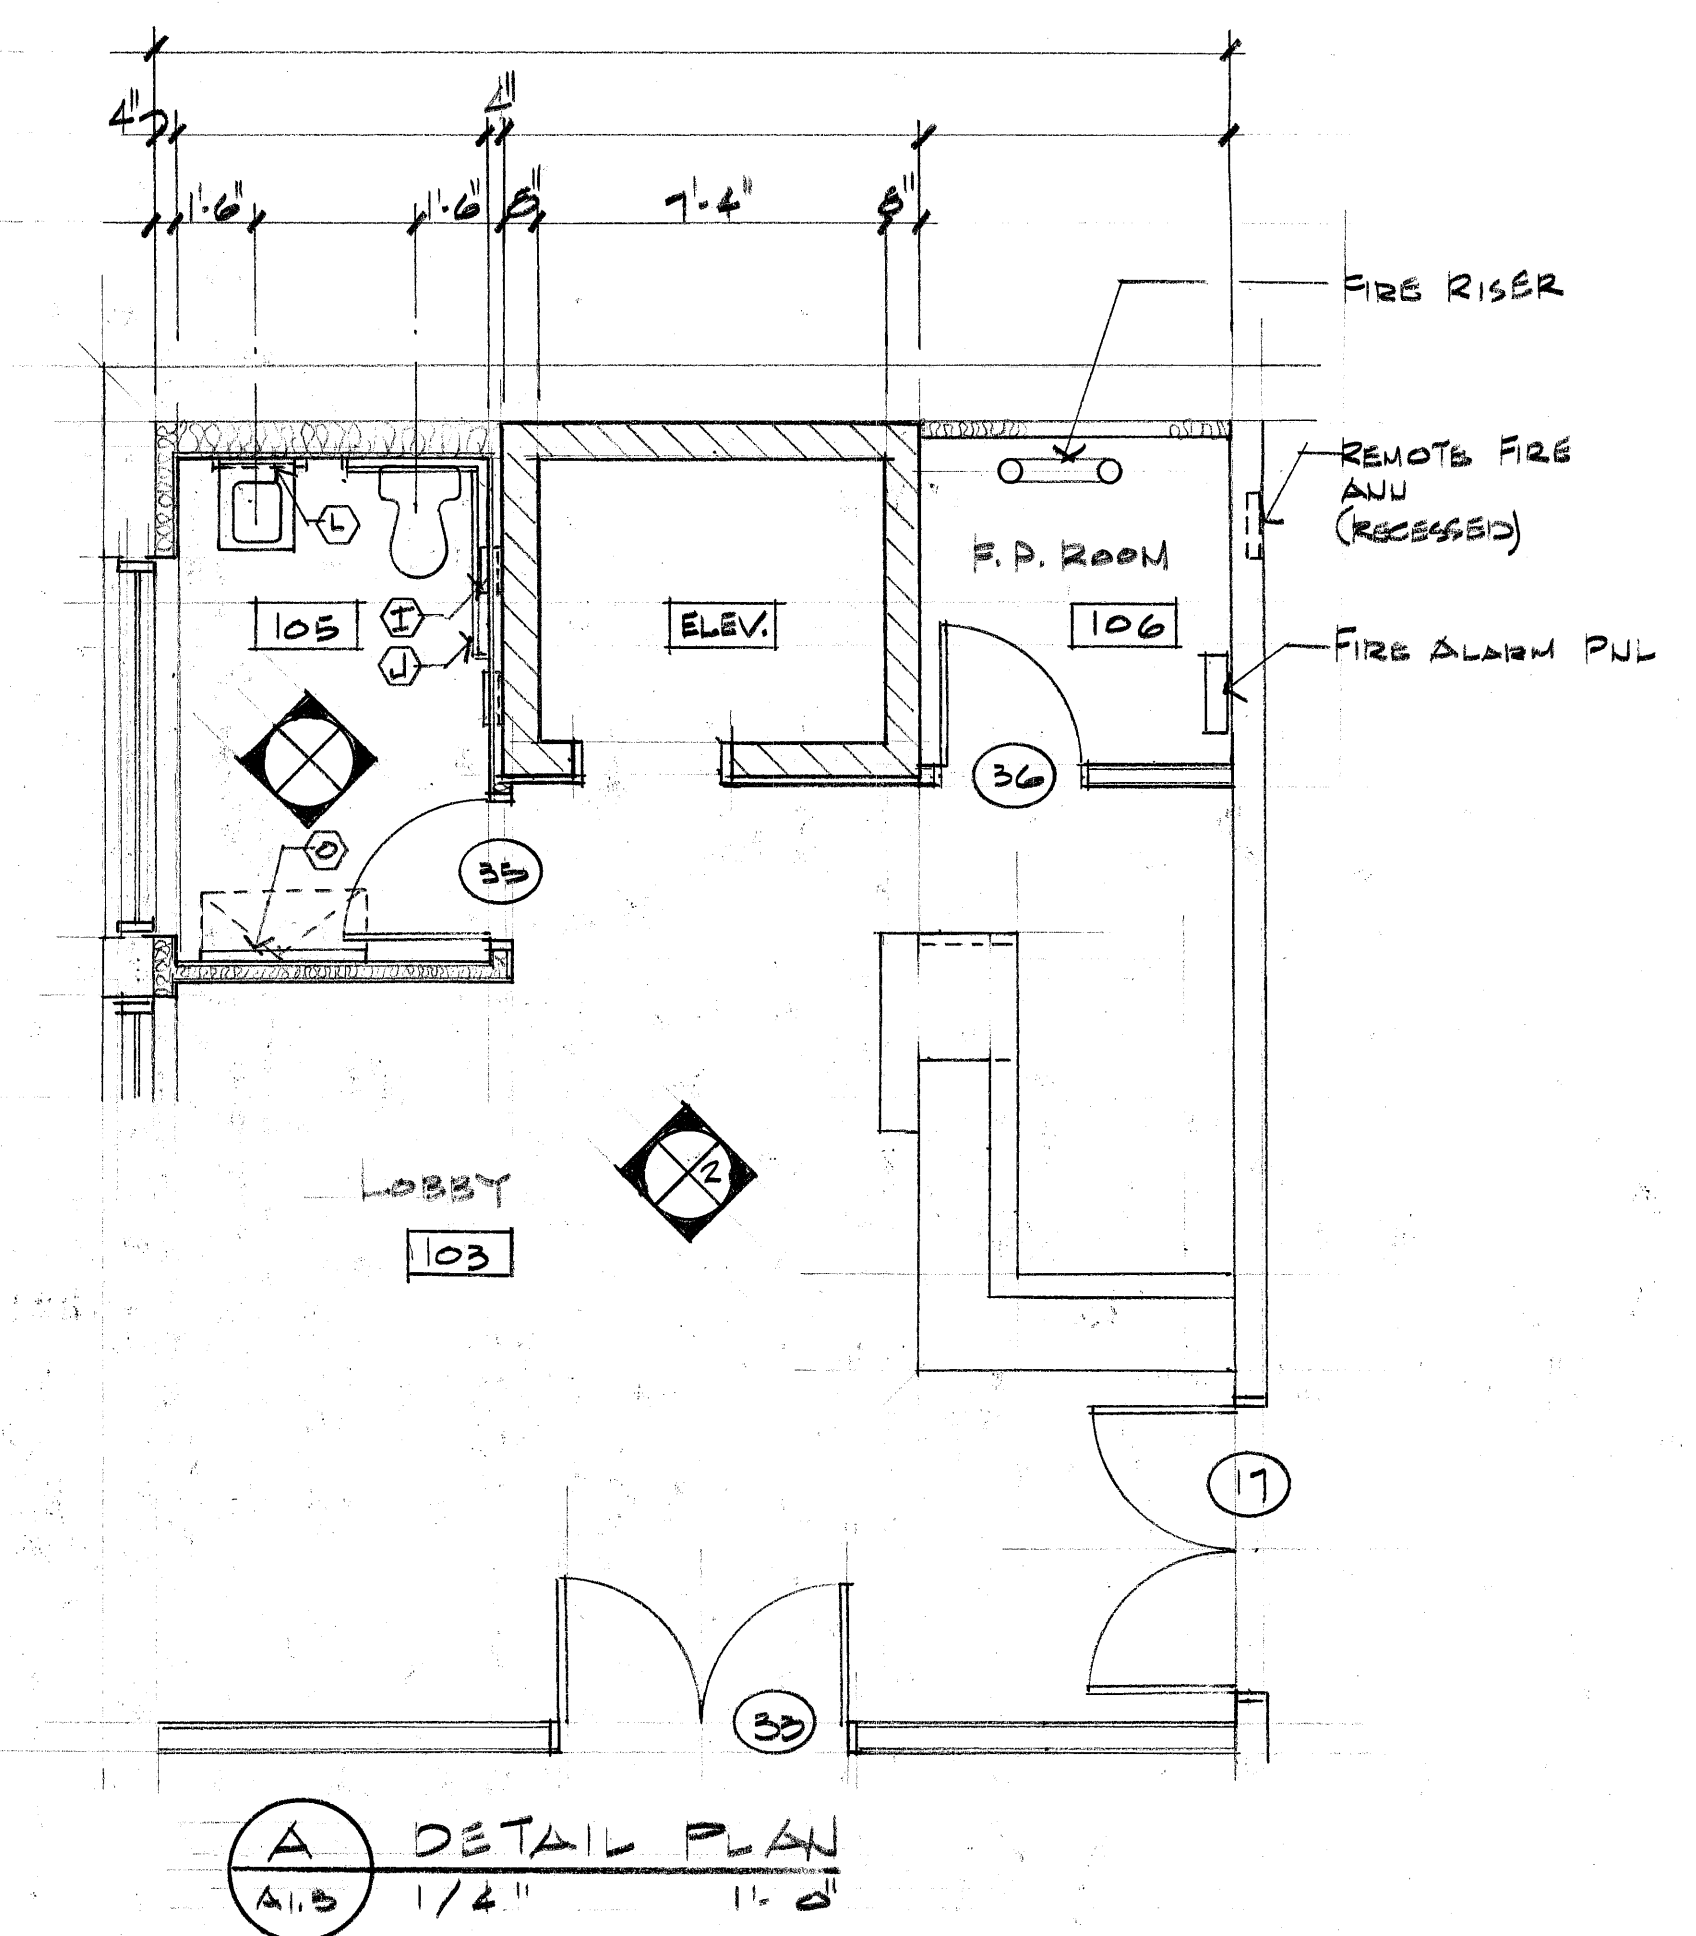 4" 4"
1'-6" 1'-6" 8" 7'-4" 8"
FIRE RISER
REMOTE FIRE
ANN
(RECESSED)
L
F.P. ROOM
105 I ELEV. 106
J
FIRE ALARM PNL
36
O
35
2
LOBBY
103
17
33
A DETAIL PLAN
A1.3 1/4" 1'-0"